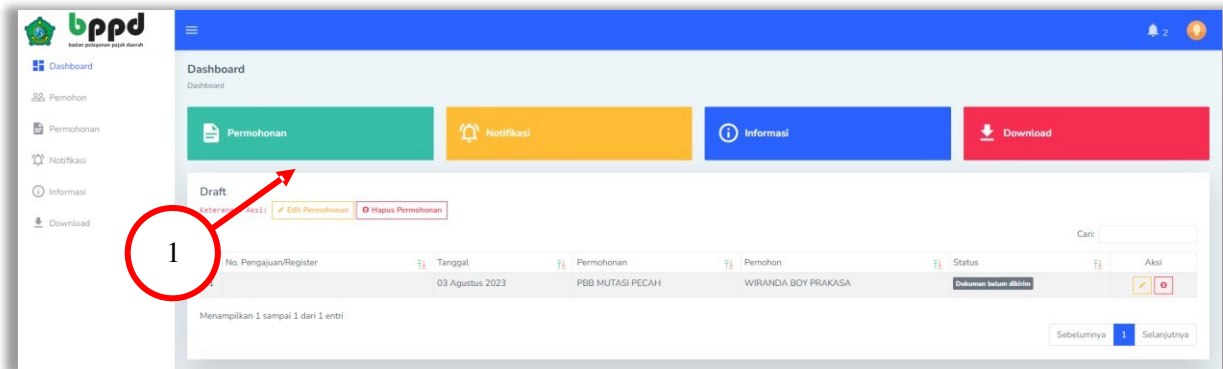 bppd
badan pelayanan pajak daerah
2
Dashboard
Pemohon
Permohonan
Notifikasi
Informasi
Download
Dashboard
Dashboard
Permohonan
Notifikasi
Informasi
Download
Draft
Aksi: Edit Permohonan Hapus Permohonan
1
Cari:
No. Pengajuan/Register Tanggal Permohonan Pemohon Status Aksi
03 Agustus 2023 PBB MUTASI PECAH WIRANDA BOY PRAKASA Dokumen belum dikirim
Menampilkan 1 sampai 1 dari 1 entri
Sebelumnya 1 Selanjutnya